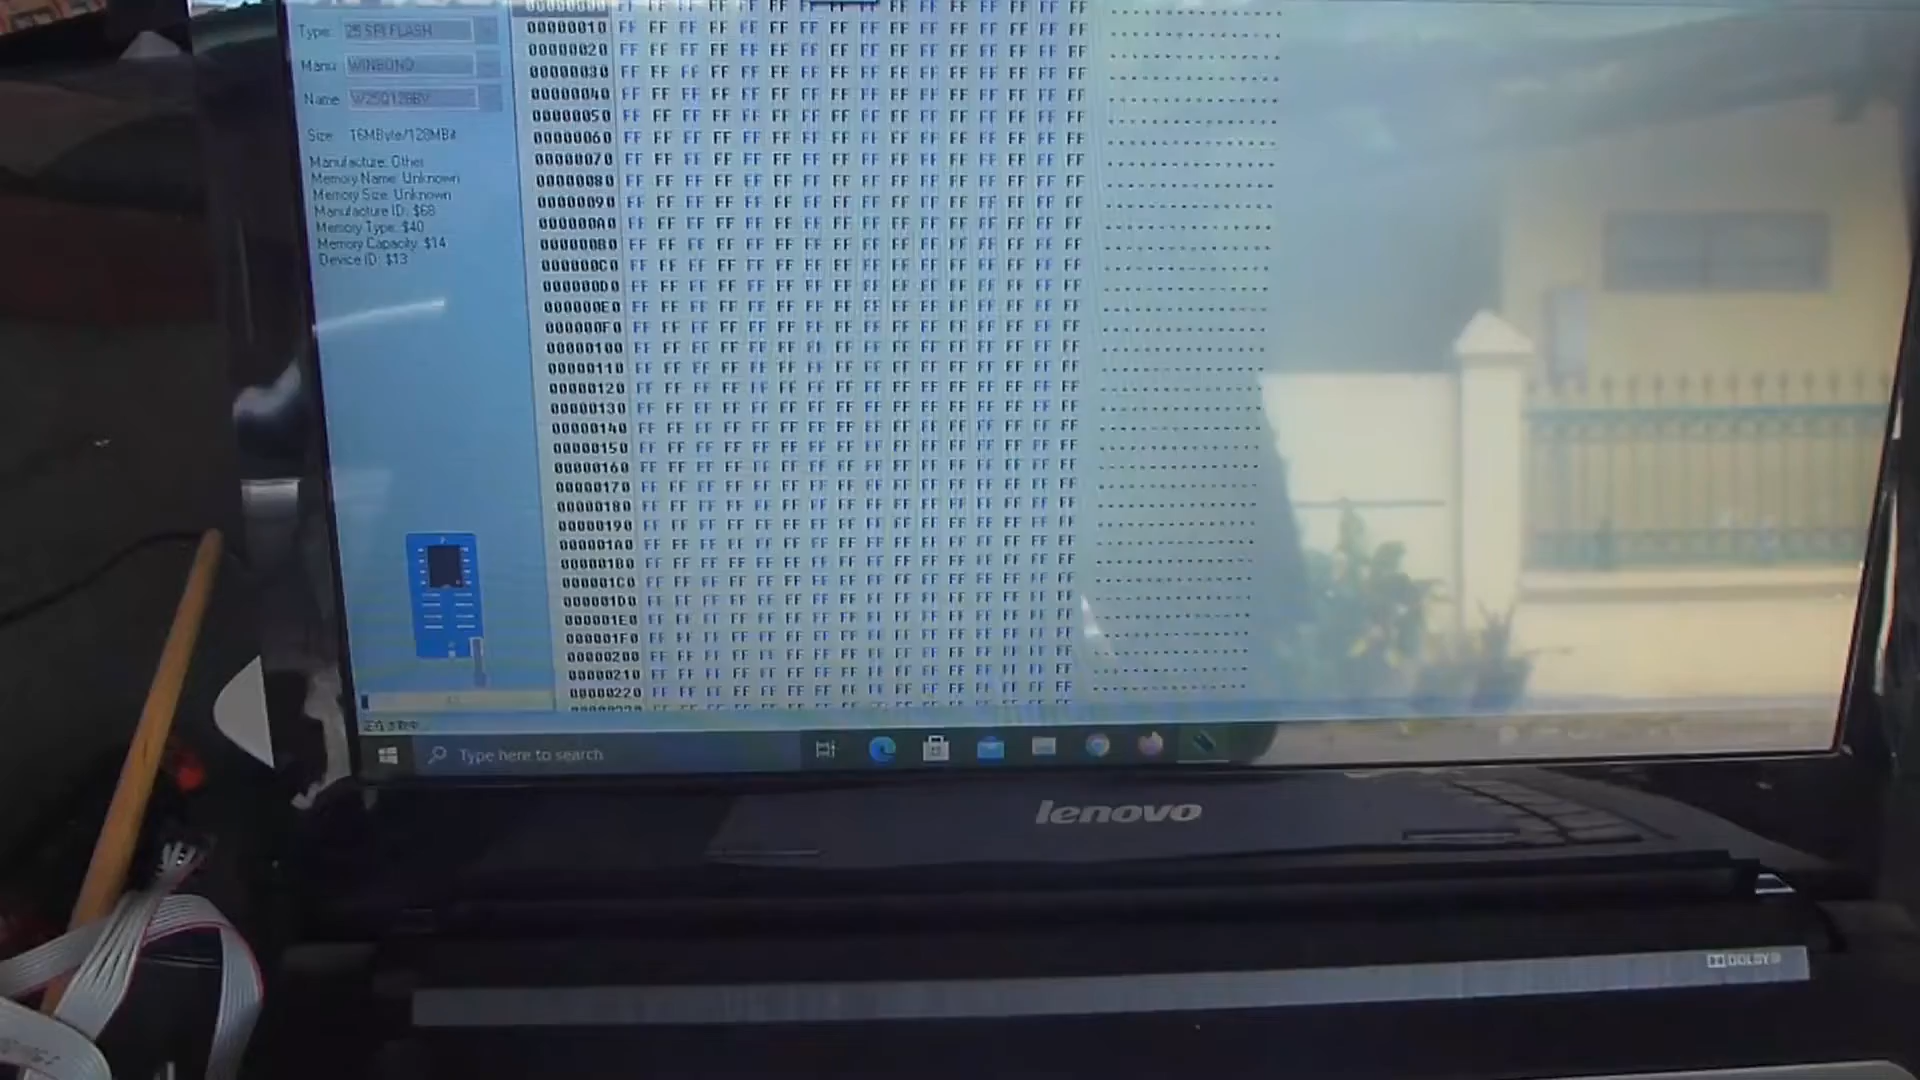 Type: 25 SPI FLASH
Manu: WINBOND
Name: W25Q128BV
Size: 16MByte/128MBit
Manufacture: Other
Memory Name: Unknown
Memory Size: Unknown
Manufacture ID: $68
Memory Type: $40
Memory Capacity: $14
Device ID: $13
00000000 FF FF FF FF FF FF FF FF FF FF FF FF FF FF FF FF
00000010 FF FF FF FF FF FF FF FF FF FF FF FF FF FF FF FF
00000020 FF FF FF FF FF FF FF FF FF FF FF FF FF FF FF FF
00000030 FF FF FF FF FF FF FF FF FF FF FF FF FF FF FF FF
00000040 FF FF FF FF FF FF FF FF FF FF FF FF FF FF FF FF
00000050 FF FF FF FF FF FF FF FF FF FF FF FF FF FF FF FF
00000060 FF FF FF FF FF FF FF FF FF FF FF FF FF FF FF FF
00000070 FF FF FF FF FF FF FF FF FF FF FF FF FF FF FF FF
00000080 FF FF FF FF FF FF FF FF FF FF FF FF FF FF FF FF
00000090 FF FF FF FF FF FF FF FF FF FF FF FF FF FF FF FF
000000A0 FF FF FF FF FF FF FF FF FF FF FF FF FF FF FF FF
000000B0 FF FF FF FF FF FF FF FF FF FF FF FF FF FF FF FF
000000C0 FF FF FF FF FF FF FF FF FF FF FF FF FF FF FF FF
000000D0 FF FF FF FF FF FF FF FF FF FF FF FF FF FF FF FF
000000E0 FF FF FF FF FF FF FF FF FF FF FF FF FF FF FF FF
000000F0 FF FF FF FF FF FF FF FF FF FF FF FF FF FF FF FF
00000100 FF FF FF FF FF FF FF FF FF FF FF FF FF FF FF FF
00000110 FF FF FF FF FF FF FF FF FF FF FF FF FF FF FF FF
00000120 FF FF FF FF FF FF FF FF FF FF FF FF FF FF FF FF
00000130 FF FF FF FF FF FF FF FF FF FF FF FF FF FF FF FF
00000140 FF FF FF FF FF FF FF FF FF FF FF FF FF FF FF FF
00000150 FF FF FF FF FF FF FF FF FF FF FF FF FF FF FF FF
00000160 FF FF FF FF FF FF FF FF FF FF FF FF FF FF FF FF
00000170 FF FF FF FF FF FF FF FF FF FF FF FF FF FF FF FF
00000180 FF FF FF FF FF FF FF FF FF FF FF FF FF FF FF FF
00000190 FF FF FF FF FF FF FF FF FF FF FF FF FF FF FF FF
000001A0 FF FF FF FF FF FF FF FF FF FF FF FF FF FF FF FF
000001B0 FF FF FF FF FF FF FF FF FF FF FF FF FF FF FF FF
000001C0 FF FF FF FF FF FF FF FF FF FF FF FF FF FF FF FF
000001D0 FF FF FF FF FF FF FF FF FF FF FF FF FF FF FF FF
000001E0 FF FF FF FF FF FF FF FF FF FF FF FF FF FF FF FF
000001F0 FF FF FF FF FF FF FF FF FF FF FF FF FF FF FF FF
00000200 FF FF FF FF FF FF FF FF FF FF FF FF FF FF FF FF
00000210 FF FF FF FF FF FF FF FF FF FF FF FF FF FF FF FF
00000220 FF FF FF FF FF FF FF FF FF FF FF FF FF FF FF FF
Type here to search
lenovo
DOLBY